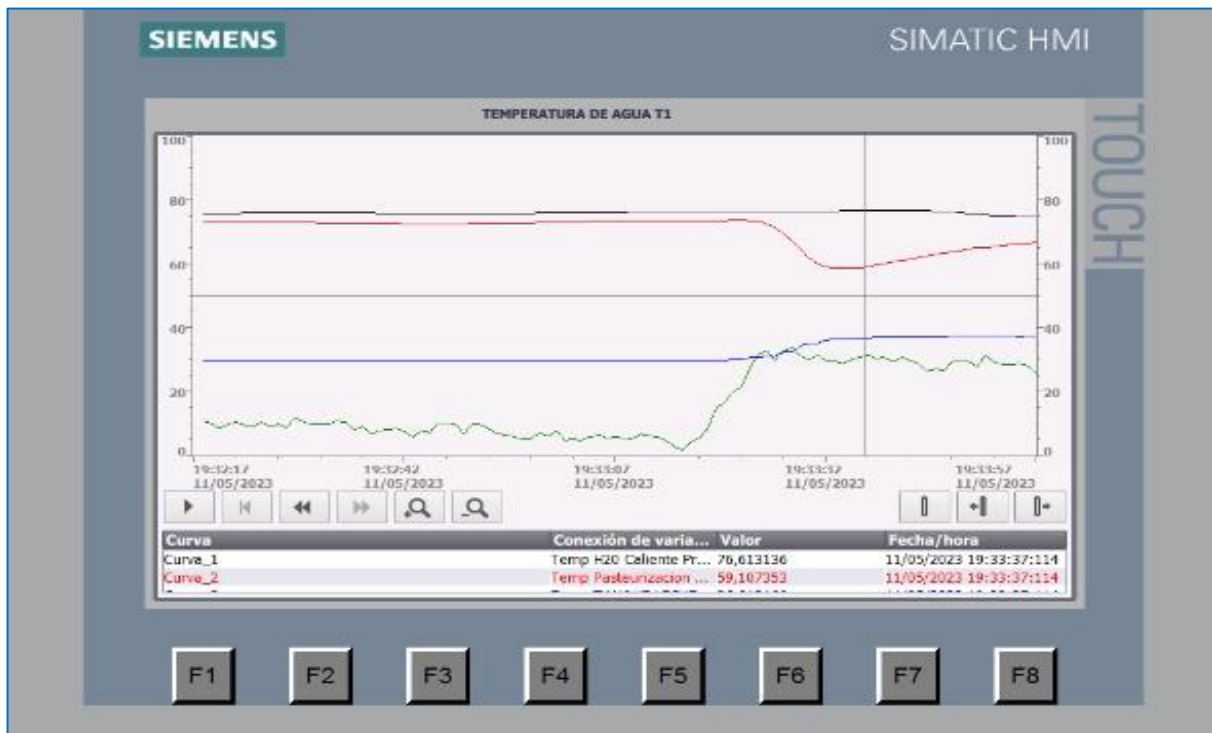 SIEMENS
SIMATIC HMI
TOUCH
TEMPERATURA DE AGUA T1
100 100
80 80
60 60
40 40
20 20
0 0
19:32:17 19:32:42 19:33:07 19:33:32 19:33:57
11/05/2023 11/05/2023 11/05/2023 11/05/2023 11/05/2023
Curva Conexión de varia... Valor Fecha/hora
Curva_1 Temp H20 Caliente Pr... 76,613136 11/05/2023 19:33:37:114
Curva_2 Temp Pasteurizacion ... 59,107353 11/05/2023 19:33:37:114
F1 F2 F3 F4 F5 F6 F7 F8